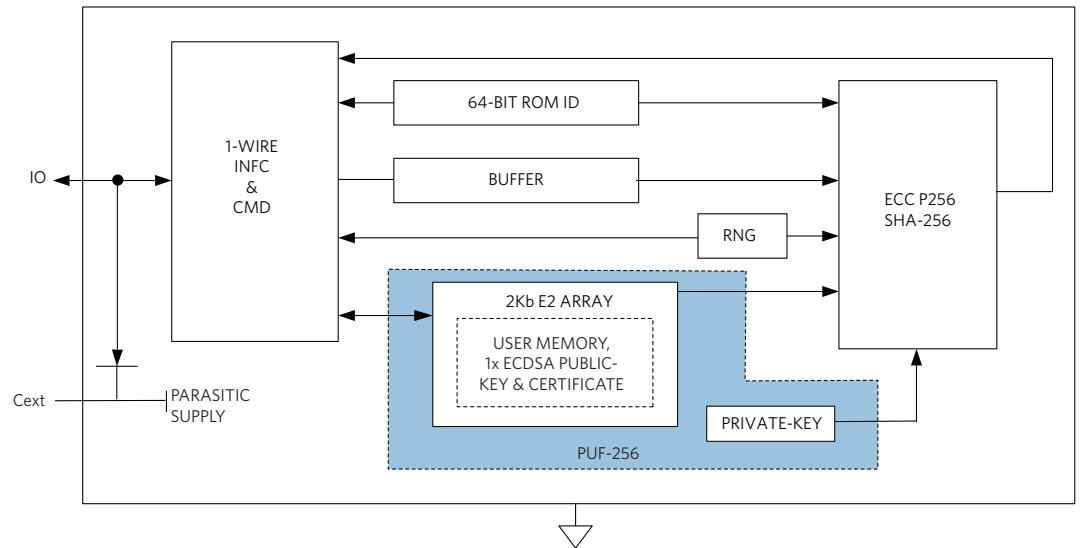 64-BIT ROM ID
1-WIRE
INFC
&
CMD
BUFFER
IO
ECC P256
SHA-256
RNG
2Kb E2 ARRAY
USER MEMORY,
1x ECDSA PUBLIC-
KEY & CERTIFICATE
Cext
PARASITIC
SUPPLY
PRIVATE-KEY
PUF-256